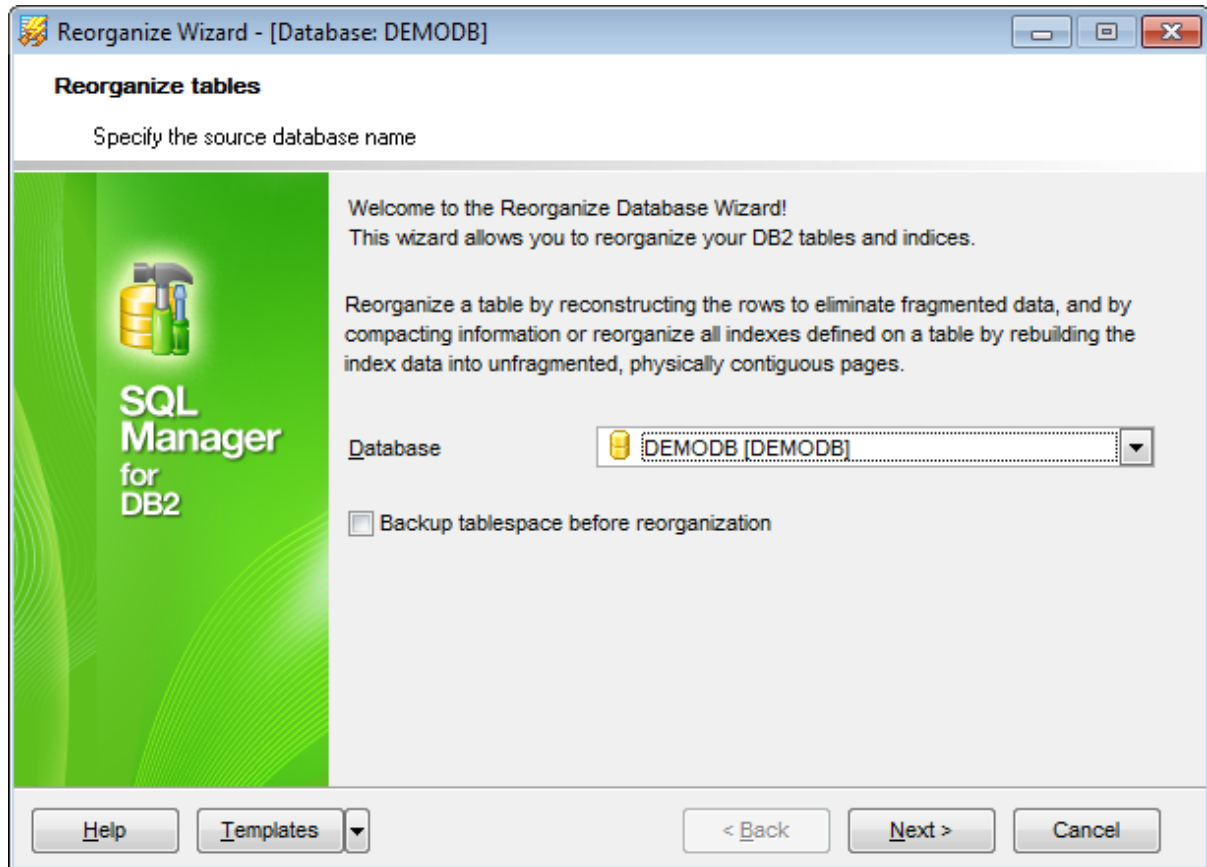 Reorganize Wizard - [Database: DEMODB]
Reorganize tables
Specify the source database name
Welcome to the Reorganize Database Wizard!
This wizard allows you to reorganize your DB2 tables and indices.
Reorganize a table by reconstructing the rows to eliminate fragmented data, and by
compacting information or reorganize all indexes defined on a table by rebuilding the
index data into unfragmented, physically contiguous pages.
SQL
Manager
for
DB2
Database
DEMODB [DEMODB]
Backup tablespace before reorganization
Help
Templates
< Back
Next >
Cancel